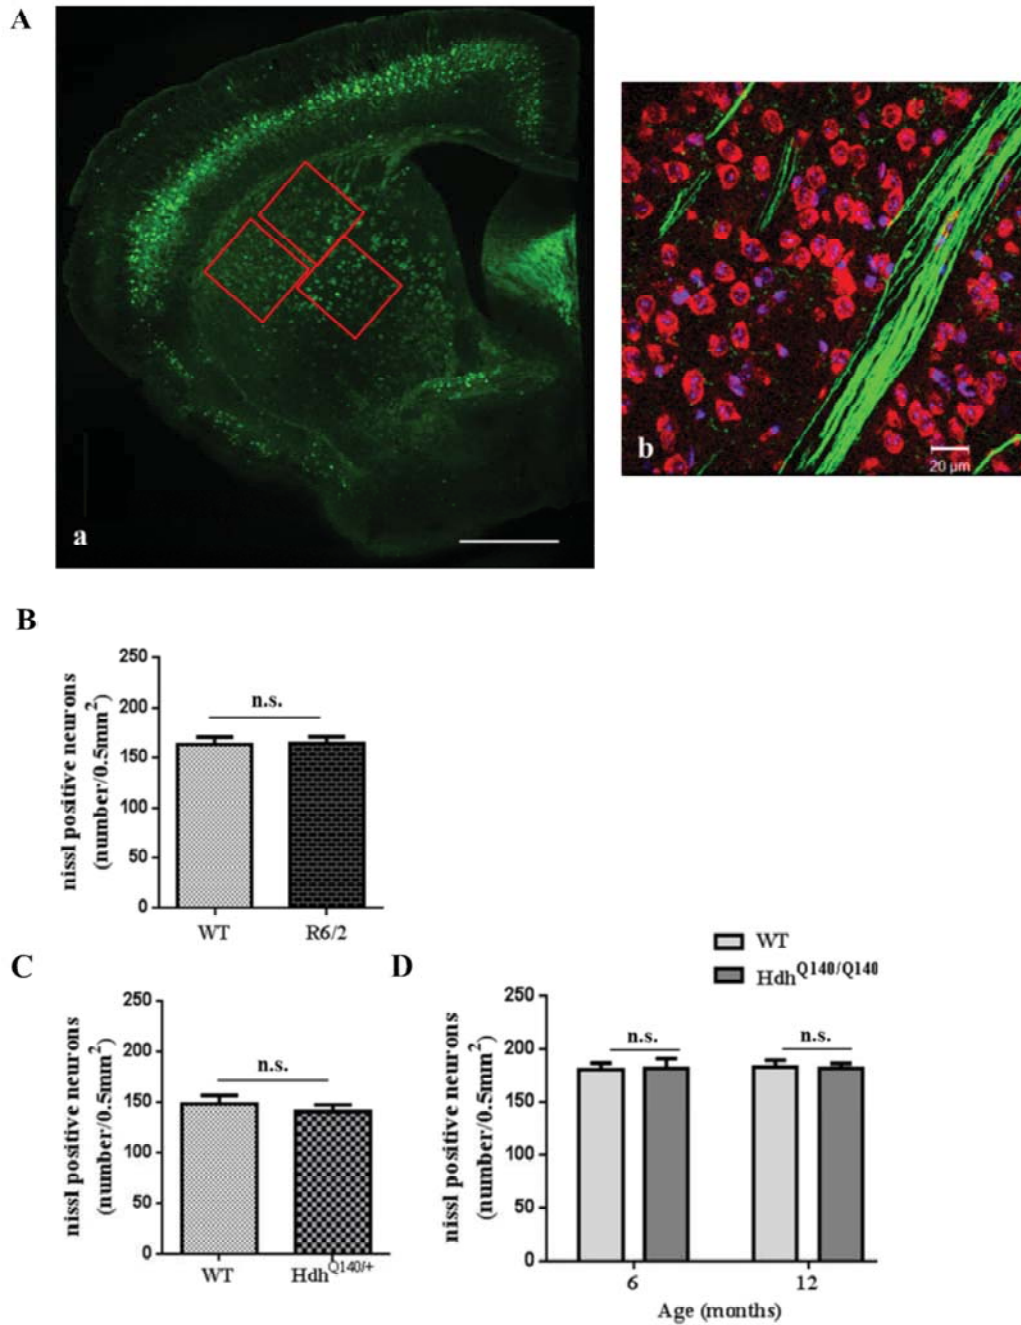 A
a
b
20 µm
B
nissl positive neurons
(number/0.5mm²)
250
200
150
100
50
0
n.s.
WT
R6/2
C
nissl positive neurons
(number/0.5mm²)
250
200
150
100
50
0
n.s.
WT
Hdh^Q140/+
D
WT
Hdh^Q140/Q140
nissl positive neurons
(number/0.5mm²)
250
200
150
100
50
0
n.s.
n.s.
6
12
Age (months)